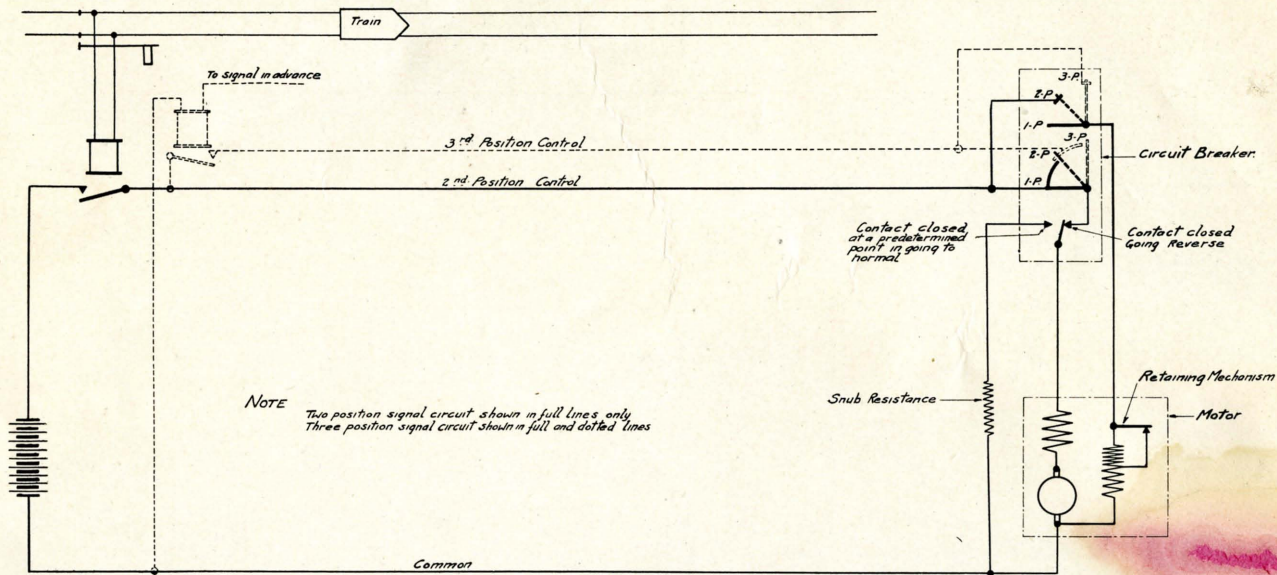 Train
To signal in advance
3rd Position Control
2nd Position Control
3-P.
2-P.
1-P
3-P.
2-P.
1-P.
Circuit Breaker.
Contact closed,
at a predetermined
point in going to
normal
Contact closed
Going Reverse
Retaining Mechanism
Snub Resistance
Motor
NOTE
Two position signal circuit shown in full lines only
Three position signal circuit shown in full and dotted lines
Common